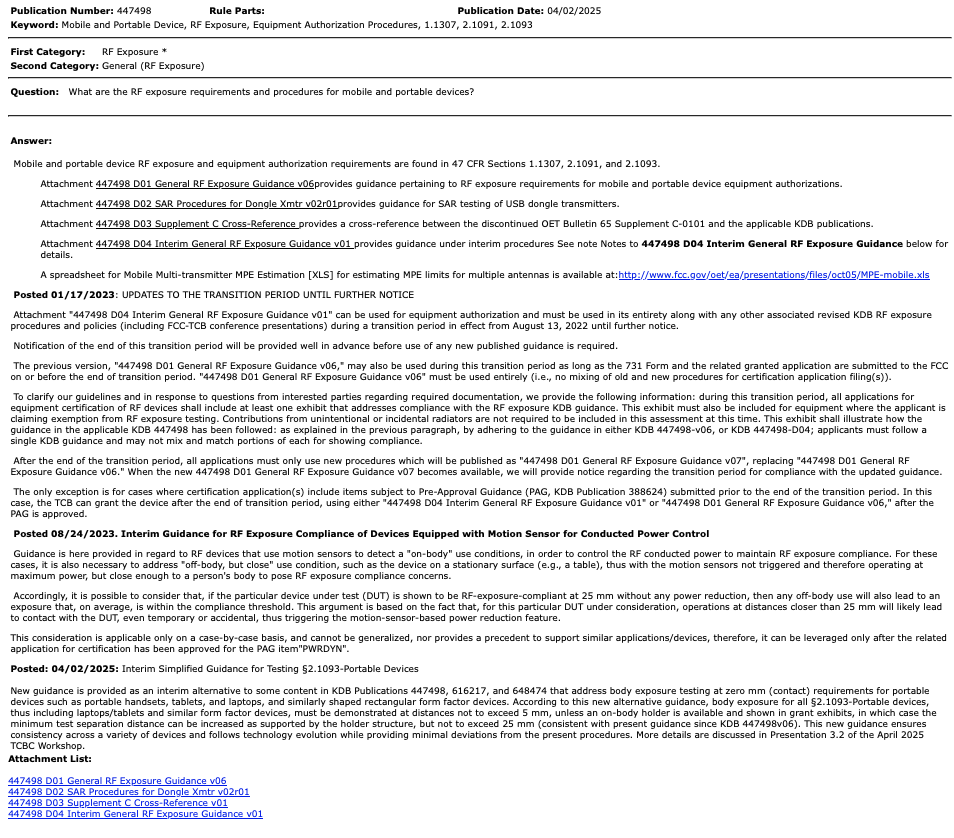 Publication Number: 447498 Rule Parts: Publication Date: 04/02/2025
Keyword: Mobile and Portable Device, RF Exposure, Equipment Authorization Procedures, 1.1307, 2.1091, 2.1093
First Category: RF Exposure *
Second Category: General (RF Exposure)
Question: What are the RF exposure requirements and procedures for mobile and portable devices?
Answer:
Mobile and portable device RF exposure and equipment authorization requirements are found in 47 CFR Sections 1.1307, 2.1091, and 2.1093.
Attachment 447498 D01 General RF Exposure Guidance v06provides guidance pertaining to RF exposure requirements for mobile and portable device equipment authorizations.
Attachment 447498 D02 SAR Procedures for Dongle Xmtr v02r01provides guidance for SAR testing of USB dongle transmitters.
Attachment 447498 D03 Supplement C Cross-Reference provides a cross-reference between the discontinued OET Bulletin 65 Supplement C-0101 and the applicable KDB publications.
Attachment 447498 D04 Interim General RF Exposure Guidance v01 provides guidance under interim procedures See note Notes to 447498 D04 Interim General RF Exposure Guidance below for
details.
A spreadsheet for Mobile Multi-transmitter MPE Estimation [XLS] for estimating MPE limits for multiple antennas is available at:http://www.fcc.gov/oet/ea/presentations/files/oct05/MPE-mobile.xls
Posted 01/17/2023: UPDATES TO THE TRANSITION PERIOD UNTIL FURTHER NOTICE
Attachment "447498 D04 Interim General RF Exposure Guidance v01" can be used for equipment authorization and must be used in its entirety along with any other associated revised KDB RF exposure
procedures and policies (including FCC-TCB conference presentations) during a transition period in effect from August 13, 2022 until further notice.
Notification of the end of this transition period will be provided well in advance before use of any new published guidance is required.
The previous version, "447498 D01 General RF Exposure Guidance v06," may also be used during this transition period as long as the 731 Form and the related granted application are submitted to the FCC
on or before the end of transition period. "447498 D01 General RF Exposure Guidance v06" must be used entirely (i.e., no mixing of old and new procedures for certification application filing(s)).
To clarify our guidelines and in response to questions from interested parties regarding required documentation, we provide the following information: during this transition period, all applications for
equipment certification of RF devices shall include at least one exhibit that addresses compliance with the RF exposure KDB guidance. This exhibit must also be included for equipment where the applicant is
claiming exemption from RF exposure testing. Contributions from unintentional or incidental radiators are not required to be included in this assessment at this time. This exhibit shall illustrate how the
guidance in the applicable KDB 447498 has been followed: as explained in the previous paragraph, by adhering to the guidance in either KDB 447498-v06, or KDB 447498-D04; applicants must follow a
single KDB guidance and may not mix and match portions of each for showing compliance.
After the end of the transition period, all applications must only use new procedures which will be published as "447498 D01 General RF Exposure Guidance v07", replacing "447498 D01 General RF
Exposure Guidance v06." When the new 447498 D01 General RF Exposure Guidance v07 becomes available, we will provide notice regarding the transition period for compliance with the updated guidance.
The only exception is for cases where certification application(s) include items subject to Pre-Approval Guidance (PAG, KDB Publication 388624) submitted prior to the end of the transition period. In this
case, the TCB can grant the device after the end of transition period, using either "447498 D04 Interim General RF Exposure Guidance v01" or "447498 D01 General RF Exposure Guidance v06," after the
PAG is approved.
Posted 08/24/2023. Interim Guidance for RF Exposure Compliance of Devices Equipped with Motion Sensor for Conducted Power Control
Guidance is here provided in regard to RF devices that use motion sensors to detect a "on-body" use conditions, in order to control the RF conducted power to maintain RF exposure compliance. For these
cases, it is also necessary to address "off-body, but close" use condition, such as the device on a stationary surface (e.g., a table), thus with the motion sensors not triggered and therefore operating at
maximum power, but close enough to a person's body to pose RF exposure compliance concerns.
Accordingly, it is possible to consider that, if the particular device under test (DUT) is shown to be RF-exposure-compliant at 25 mm without any power reduction, then any off-body use will also lead to an
exposure that, on average, is within the compliance threshold. This argument is based on the fact that, for this particular DUT under consideration, operations at distances closer than 25 mm will likely lead
to contact with the DUT, even temporary or accidental, thus triggering the motion-sensor-based power reduction feature.
This consideration is applicable only on a case-by-case basis, and cannot be generalized, nor provides a precedent to support similar applications/devices, therefore, it can be leveraged only after the related
application for certification has been approved for the PAG item"PWRDYN".
Posted: 04/02/2025: Interim Simplified Guidance for Testing §2.1093-Portable Devices
New guidance is provided as an interim alternative to some content in KDB Publications 447498, 616217, and 648474 that address body exposure testing at zero mm (contact) requirements for portable
devices such as portable handsets, tablets, and laptops, and similarly shaped rectangular form factor devices. According to this new alternative guidance, body exposure for all §2.1093-Portable devices,
thus including laptops/tablets and similar form factor devices, must be demonstrated at distances not to exceed 5 mm, unless an on-body holder is available and shown in grant exhibits, in which case the
minimum test separation distance can be increased as supported by the holder structure, but not to exceed 25 mm (consistent with present guidance since KDB 447498v06). This new guidance ensures
consistency across a variety of devices and follows technology evolution while providing minimal deviations from the present procedures. More details are discussed in Presentation 3.2 of the April 2025
TCBC Workshop.
Attachment List:
447498 D01 General RF Exposure Guidance v06
447498 D02 SAR Procedures for Dongle Xmtr v02r01
447498 D03 Supplement C Cross-Reference v01
447498 D04 Interim General RF Exposure Guidance v01